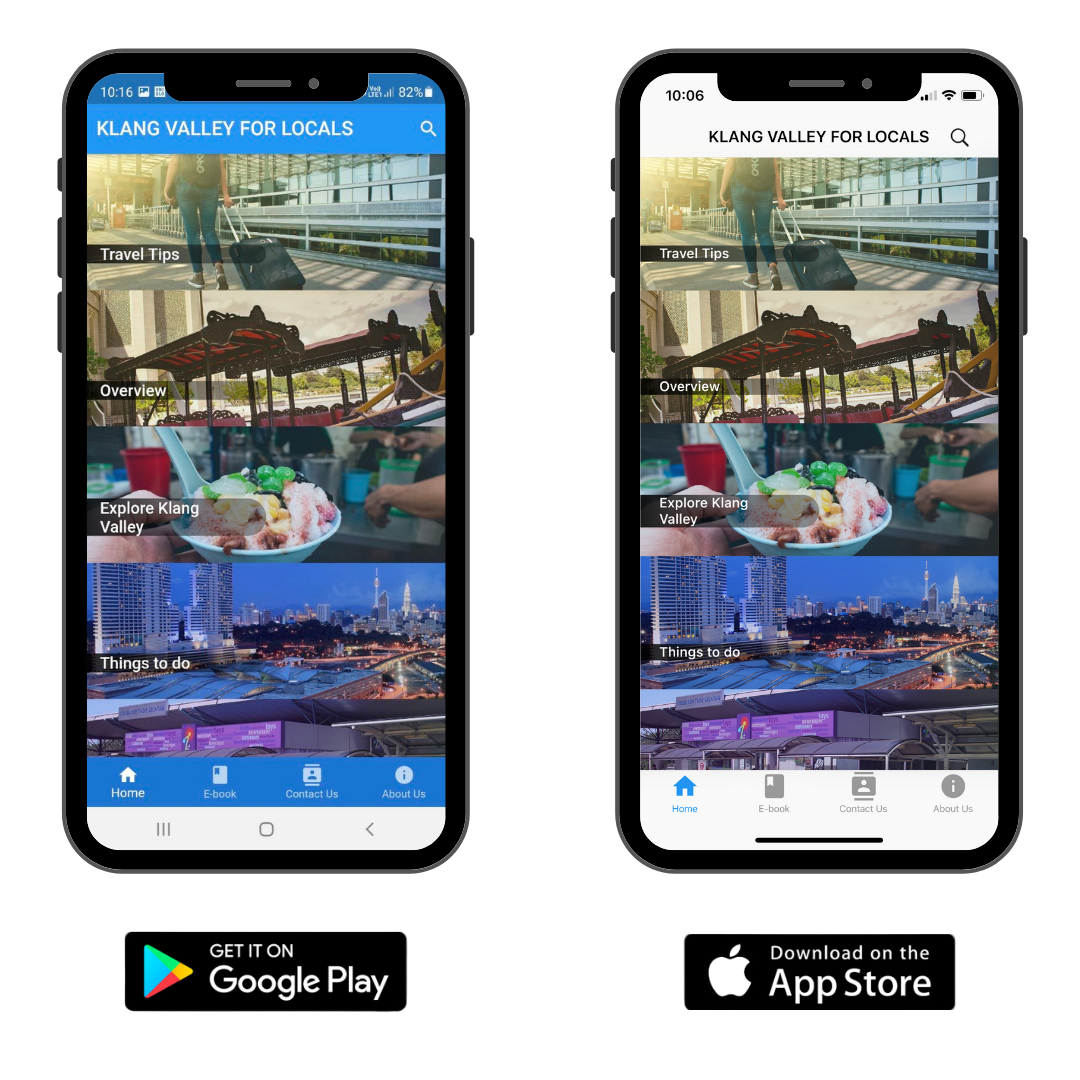 10:16
VoB
LTE1
82%
KLANG VALLEY FOR LOCALS
Travel Tips
Overview
Explore Klang
Valley
Things to do
Home
E-book
Contact Us
About Us
GET IT ON
Google Play
10:06
KLANG VALLEY FOR LOCALS
Travel Tips
Overview
Explore Klang
Valley
Things to do
Home
E-book
Contact Us
About Us
Download on the
App Store